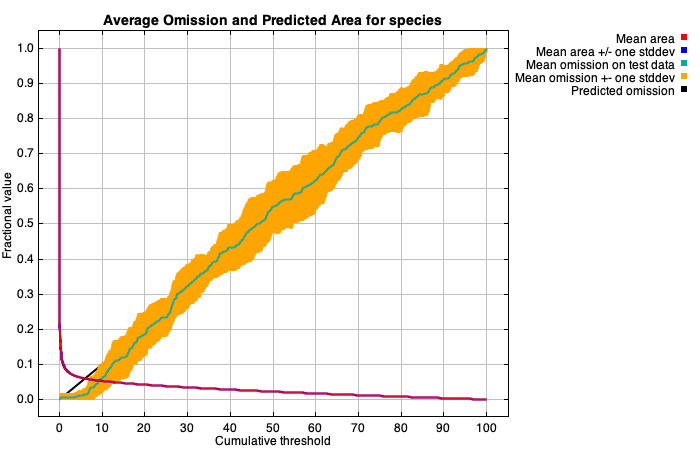 Average Omission and Predicted Area for species
Mean area
Mean area +/- one stddev
Mean omission on test data
Mean omission +- one stddev
Predicted omission
Fractional value
1.0
0.9
0.8
0.7
0.6
0.5
0.4
0.3
0.2
0.1
0.0
0 10 20 30 40 50 60 70 80 90 100
Cumulative threshold